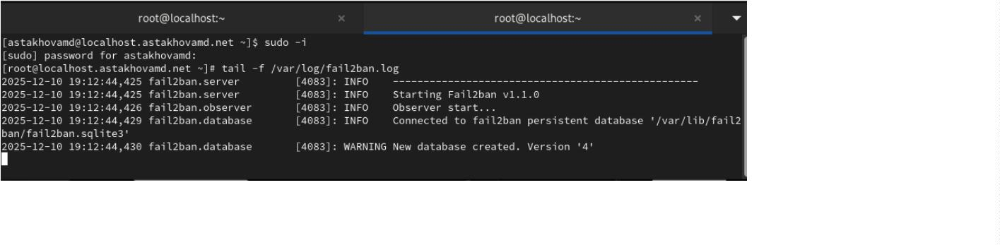 root@localhost:~ × root@localhost:~ ×
[astakhovamd@localhost.astakhovamd.net ~]$ sudo -i
[sudo] password for astakhovamd:
[root@localhost.astakhovamd.net ~]# tail -f /var/log/fail2ban.log
2025-12-10 19:12:44,425 fail2ban.server         [4083]: INFO    --------------------------------------------------
2025-12-10 19:12:44,425 fail2ban.server         [4083]: INFO    Starting Fail2ban v1.1.0
2025-12-10 19:12:44,426 fail2ban.observer       [4083]: INFO    Observer start...
2025-12-10 19:12:44,429 fail2ban.database       [4083]: INFO    Connected to fail2ban persistent database '/var/lib/fail2
ban/fail2ban.sqlite3'
2025-12-10 19:12:44,430 fail2ban.database       [4083]: WARNING New database created. Version '4'